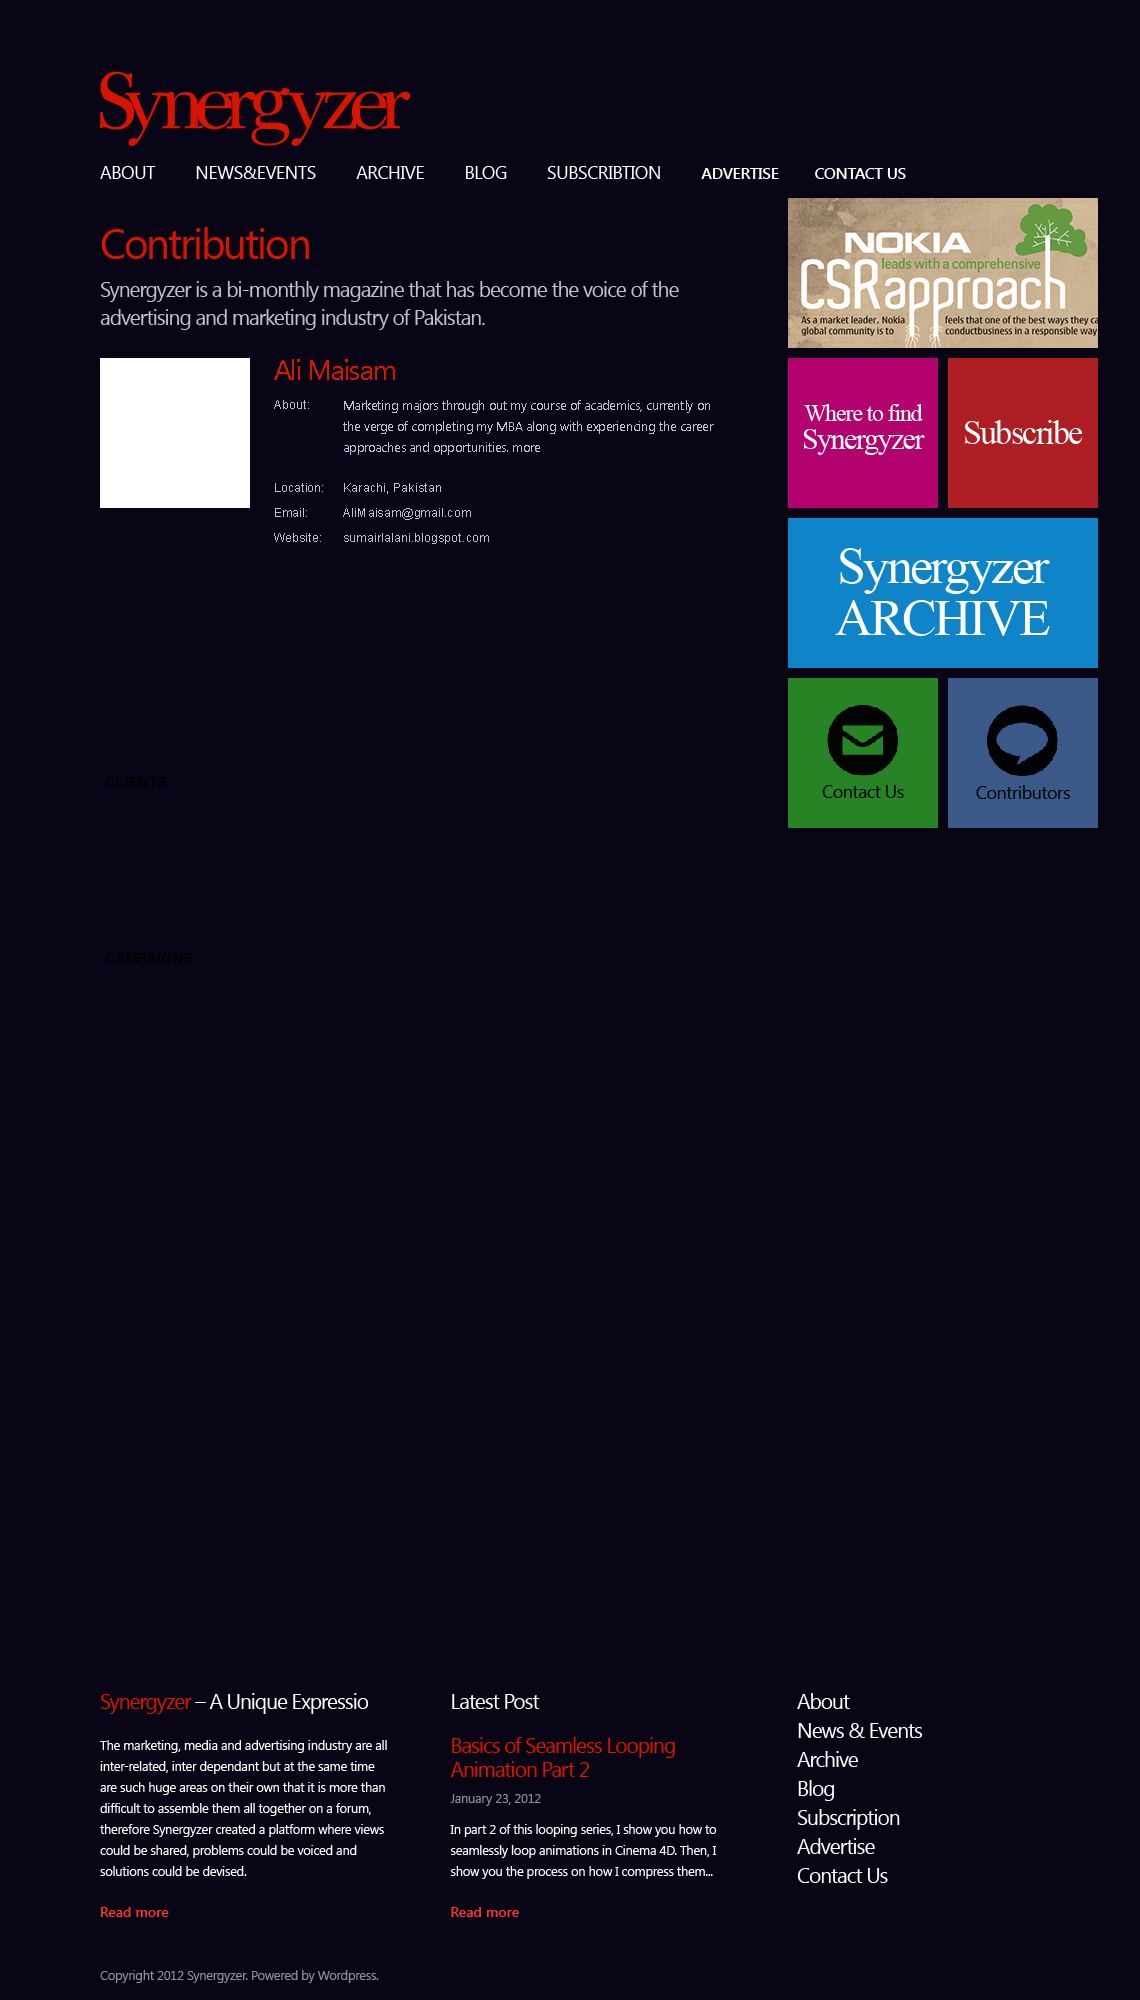 Synergyzer
ABOUT NEWS&EVENTS ARCHIVE BLOG SUBSCRIBTION ADVERTISE CONTACT US
Contribution
Synergyzer is a bi-monthly magazine that has become the voice of the
advertising and marketing industry of Pakistan.
Ali Maisam
About: Marketing majors through out my course of academics, currently on
the verge of completing my MBA along with experiencing the career
approaches and opportunities. more
Location: Karachi, Pakistan
Email: AliMaisam@gmail.com
Website: sumairlalani.blogspot.com
CLIENTS
CAMPAIGNS
NOKIA
leads with a comprehensive
CSR approach
As a market leader, Nokia feels that one of the best ways they ca
global community is to conductbusiness in a responsible way
Where to find
Synergyzer
Subscribe
Synergyzer
ARCHIVE
Contact Us
Contributors
Synergyzer – A Unique Expressio
The marketing, media and advertising industry are all
inter-related, inter dependant but at the same time
are such huge areas on their own that it is more than
difficult to assemble them all together on a forum,
therefore Synergyzer created a platform where views
could be shared, problems could be voiced and
solutions could be devised.
Read more
Latest Post
Basics of Seamless Looping
Animation Part 2
January 23, 2012
In part 2 of this looping series, I show you how to
seamlessly loop animations in Cinema 4D. Then, I
show you the process on how I compress them...
Read more
About
News & Events
Archive
Blog
Subscription
Advertise
Contact Us
Copyright 2012 Synergyzer. Powered by Wordpress.